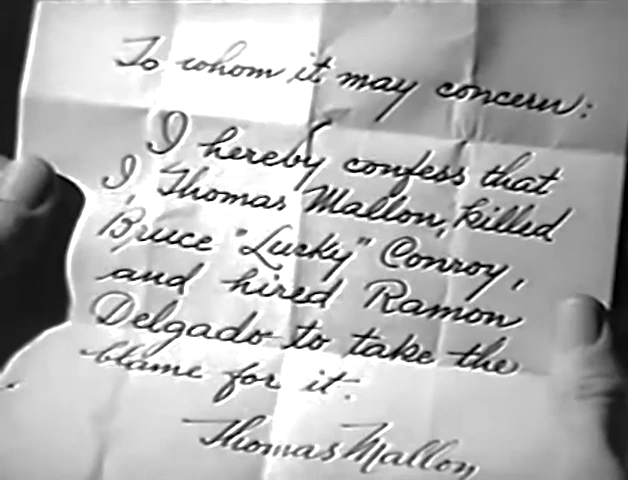 To whom it may concern:
I hereby confess that
I, Thomas Mallon, killed
Bruce "Lucky" Conroy,
and hired Ramon
Delgado to take the
blame for it.
Thomas Mallon